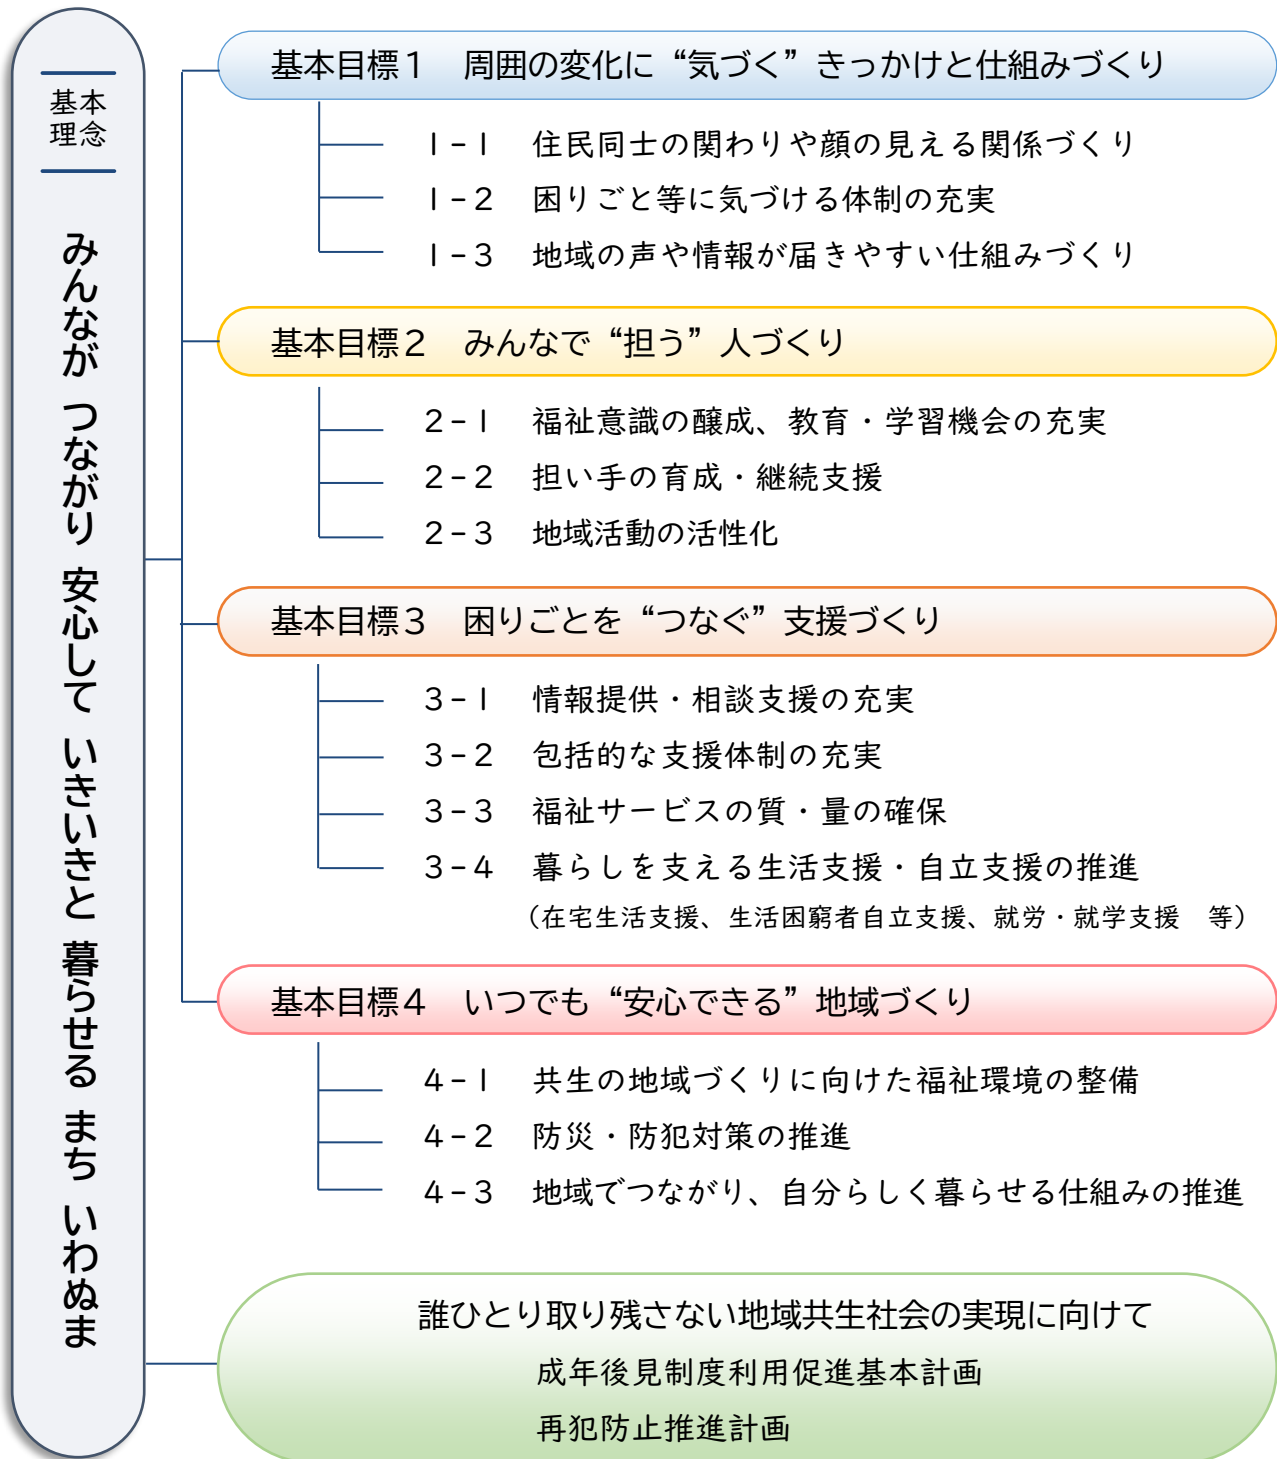 基本
理念
みんなが つながり 安心して いきいきと 暮らせる まち いわぬま
基本目標１　周囲の変化に“気づく”きっかけと仕組みづくり
１-１　住民同士の関わりや顔の見える関係づくり
１-２　困りごと等に気づける体制の充実
１-３　地域の声や情報が届きやすい仕組みづくり
基本目標２　みんなで“担う”人づくり
２-１　福祉意識の醸成、教育・学習機会の充実
２-２　担い手の育成・継続支援
２-３　地域活動の活性化
基本目標３　困りごとを“つなぐ”支援づくり
３-１　情報提供・相談支援の充実
３-２　包括的な支援体制の充実
３-３　福祉サービスの質・量の確保
３-４　暮らしを支える生活支援・自立支援の推進
（在宅生活支援、生活困窮者自立支援、就労・就学支援　等）
基本目標４　いつでも“安心できる”地域づくり
４-１　共生の地域づくりに向けた福祉環境の整備
４-２　防災・防犯対策の推進
４-３　地域でつながり、自分らしく暮らせる仕組みの推進
誰ひとり取り残さない地域共生社会の実現に向けて
成年後見制度利用促進基本計画
再犯防止推進計画